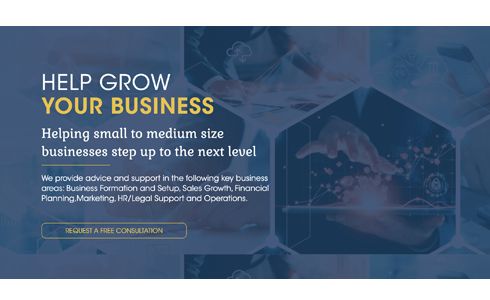 HELP GROW
YOUR BUSINESS
Helping small to medium size
businesses step up to the next level
We provide advice and support in the following key business
areas: Business Formation and Setup, Sales Growth, Financial
Planning,Marketing, HR/Legal Support and Operations.
REQUEST A FREE CONSULTATION